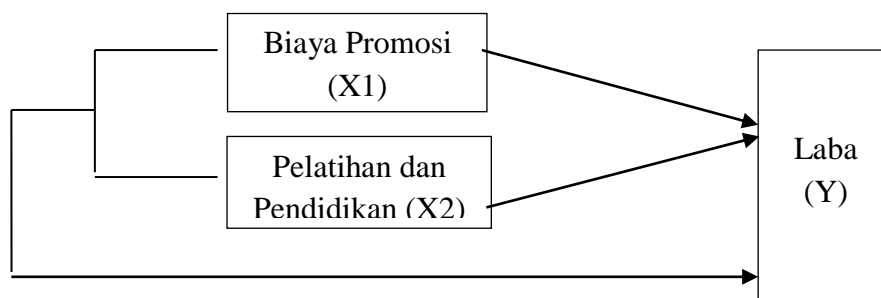 Biaya Promosi
(X1)
Pelatihan dan
Pendidikan (X2)
Laba
(Y)